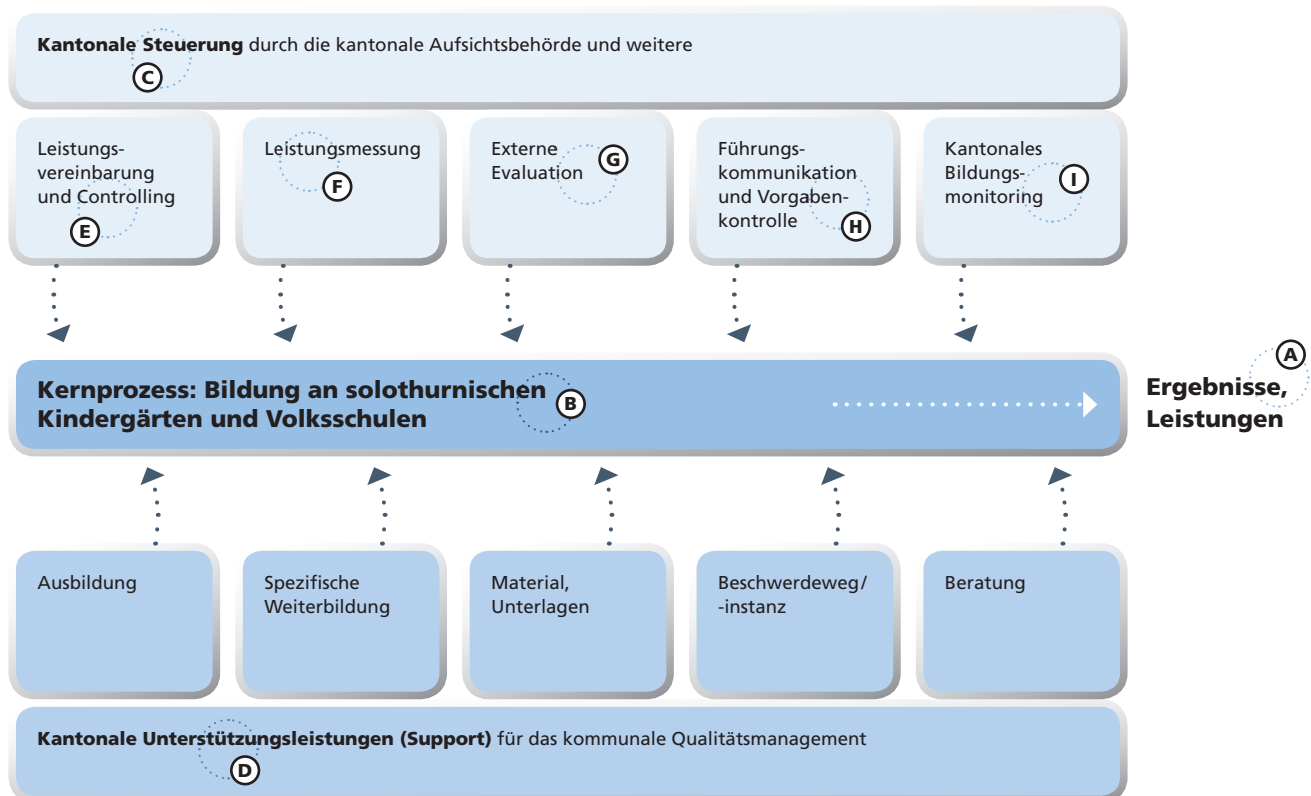 Kantonale Steuerung durch die kantonale Aufsichtsbehörde und weitere
C
Leistungs-
vereinbarung
und Controlling
E
Leistungsmessung
F
Externe
Evaluation
G
Führungs-
kommunikation
und Vorgaben-
kontrolle
H
Kantonales
Bildungs-
monitoring
I
Kernprozess: Bildung an solothurnischen
Kindergärten und Volksschulen
B
A
Ergebnisse,
Leistungen
Ausbildung
Spezifische
Weiterbildung
Material,
Unterlagen
Beschwerdeweg/
-instanz
Beratung
Kantonale Unterstützungsleistungen (Support) für das kommunale Qualitätsmanagement
D